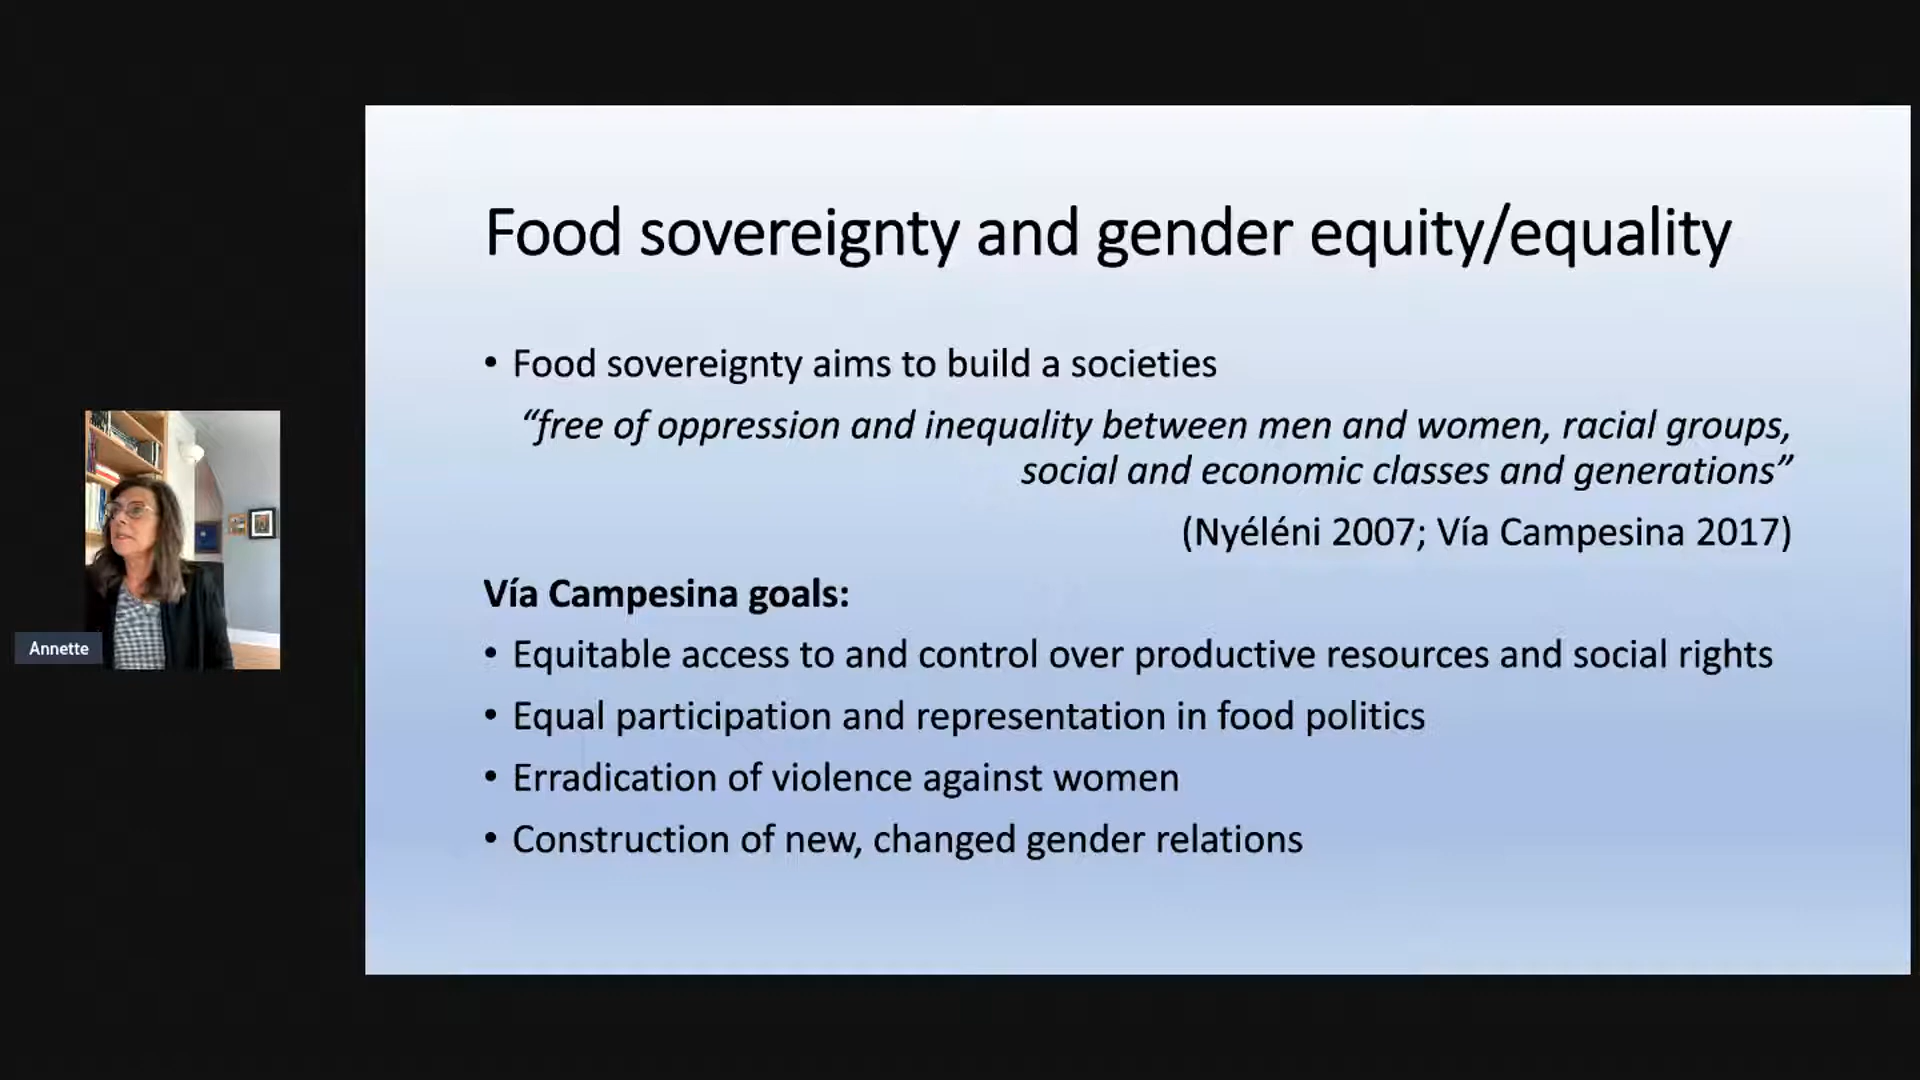 Food sovereignty and gender equity/equality
• Food sovereignty aims to build a societies
“free of oppression and inequality between men and women, racial groups,
social and economic classes and generations”
(Nyéléni 2007; Vía Campesina 2017)
Vía Campesina goals:
• Equitable access to and control over productive resources and social rights
• Equal participation and representation in food politics
• Erradication of violence against women
• Construction of new, changed gender relations
Annette